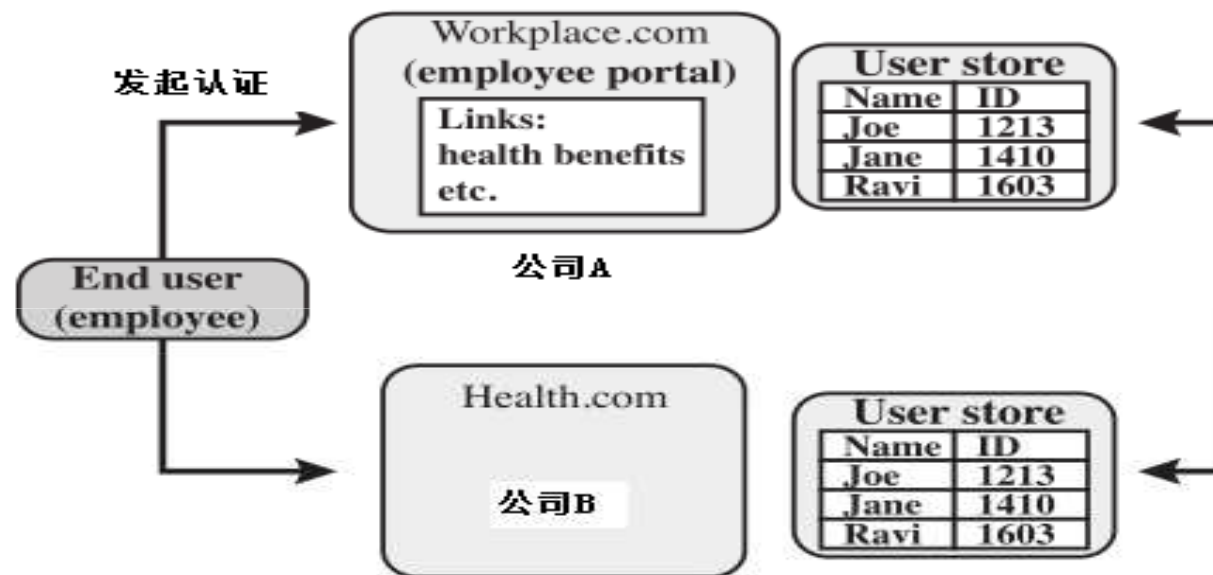 发起认证
Workplace.com
(employee portal)
Links:
health benefits
etc.
公司A
User store
Name ID
Joe 1213
Jane 1410
Ravi 1603
End user
(employee)
Health.com
公司B
User store
Name ID
Joe 1213
Jane 1410
Ravi 1603